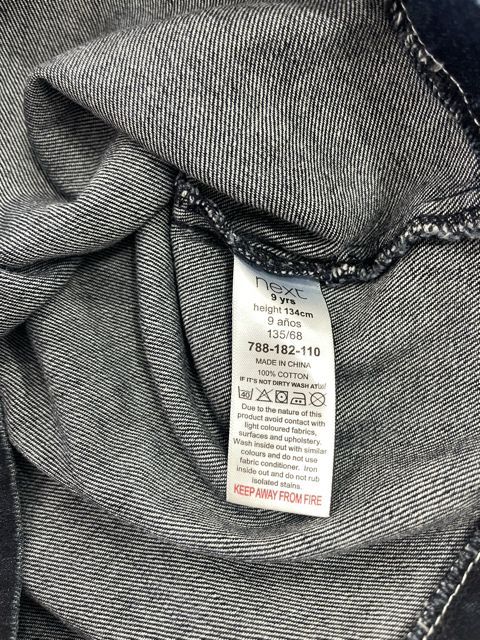 next
9 yrs
height 134cm
9 años
135/68
788-182-110
MADE IN CHINA
100% COTTON
IF IT'S NOT DIRTY WASH AT
40
Due to the nature of this
product avoid contact with
light coloured fabrics,
surfaces and upholstery.
Wash inside out with similar
colours and do not use
fabric conditioner. Iron
inside out and do not rub
isolated stains.
KEEP AWAY FROM FIRE